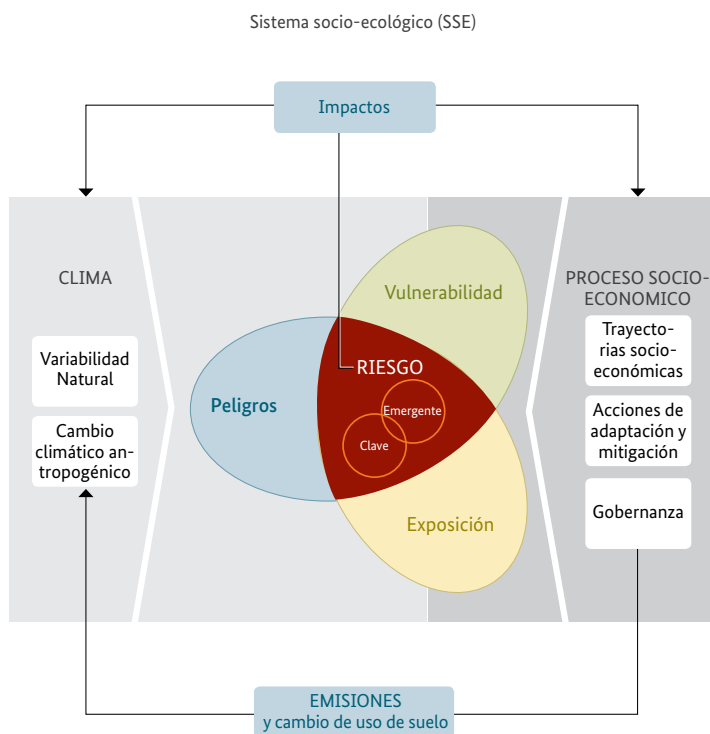 Sistema socio-ecológico (SSE)
Impactos
CLIMA
Variabilidad
Natural
Cambio
climático an-
tropogénico
Peligros
Vulnerabilidad
RIESGO
Emergente
Clave
Exposición
PROCESO SOCIO-
ECONOMICO
Trayecto-
rias socio-
económicas
Acciones de
adaptación y
mitigación
Gobernanza
EMISIONES
y cambio de uso de suelo